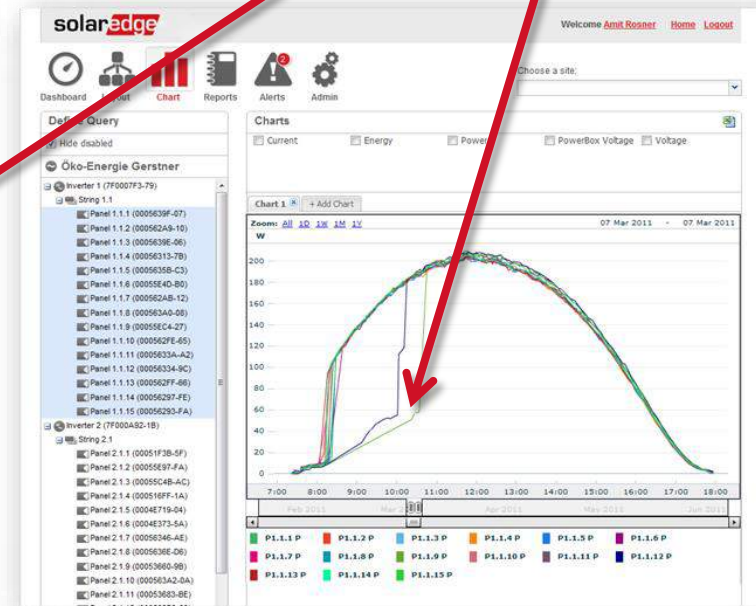 solaredge
Welcome Amit Rosner Home Logout
Dashboard Layout Chart Reports Alerts Admin
2
Choose a site:
Define Query
Hide disabled
Öko-Energie Gerstner
Inverter 1 (7F0007F3-79)
String 1.1
Panel 1.1.1 (0005639F-07)
Panel 1.1.2 (000562A9-10)
Panel 1.1.3 (0005639E-06)
Panel 1.1.4 (00056313-7B)
Panel 1.1.5 (0005635B-C3)
Panel 1.1.6 (00055E4D-B0)
Panel 1.1.7 (000562AB-12)
Panel 1.1.8 (000563A0-08)
Panel 1.1.9 (00055EC4-27)
Panel 1.1.10 (000562FE-65)
Panel 1.1.11 (0005633A-A2)
Panel 1.1.12 (00056334-9C)
Panel 1.1.13 (000562FF-66)
Panel 1.1.14 (00056297-FE)
Panel 1.1.15 (00056293-FA)
Inverter 2 (7F000A92-1B)
String 2.1
Panel 2.1.1 (00051F3B-5F)
Panel 2.1.2 (00055E97-FA)
Panel 2.1.3 (00055C4B-AC)
Panel 2.1.4 (000516FF-1A)
Panel 2.1.5 (0004E719-04)
Panel 2.1.6 (0004E373-5A)
Panel 2.1.7 (00056346-AE)
Panel 2.1.8 (0005636E-D6)
Panel 2.1.9 (00053660-9B)
Panel 2.1.10 (000563A2-0A)
Panel 2.1.11 (00053683-BE)
Charts
Current Energy Power PowerBox Voltage Voltage
Chart 1 + Add Chart
Zoom: All 1D 1W 1M 1Y 07 Mar 2011 - 07 Mar 2011
W
200
180
160
140
120
100
80
60
40
20
0
7:00 8:00 9:00 10:00 11:00 12:00 13:00 14:00 15:00 16:00 17:00 18:00
Feb 2011 Mar 2 Apr 2011 May 2011 Jun 2011
P1.1.1 P P1.1.2 P P1.1.3 P P1.1.4 P P1.1.5 P P1.1.6 P
P1.1.7 P P1.1.8 P P1.1.9 P P1.1.10 P P1.1.11 P P1.1.12 P
P1.1.13 P P1.1.14 P P1.1.15 P